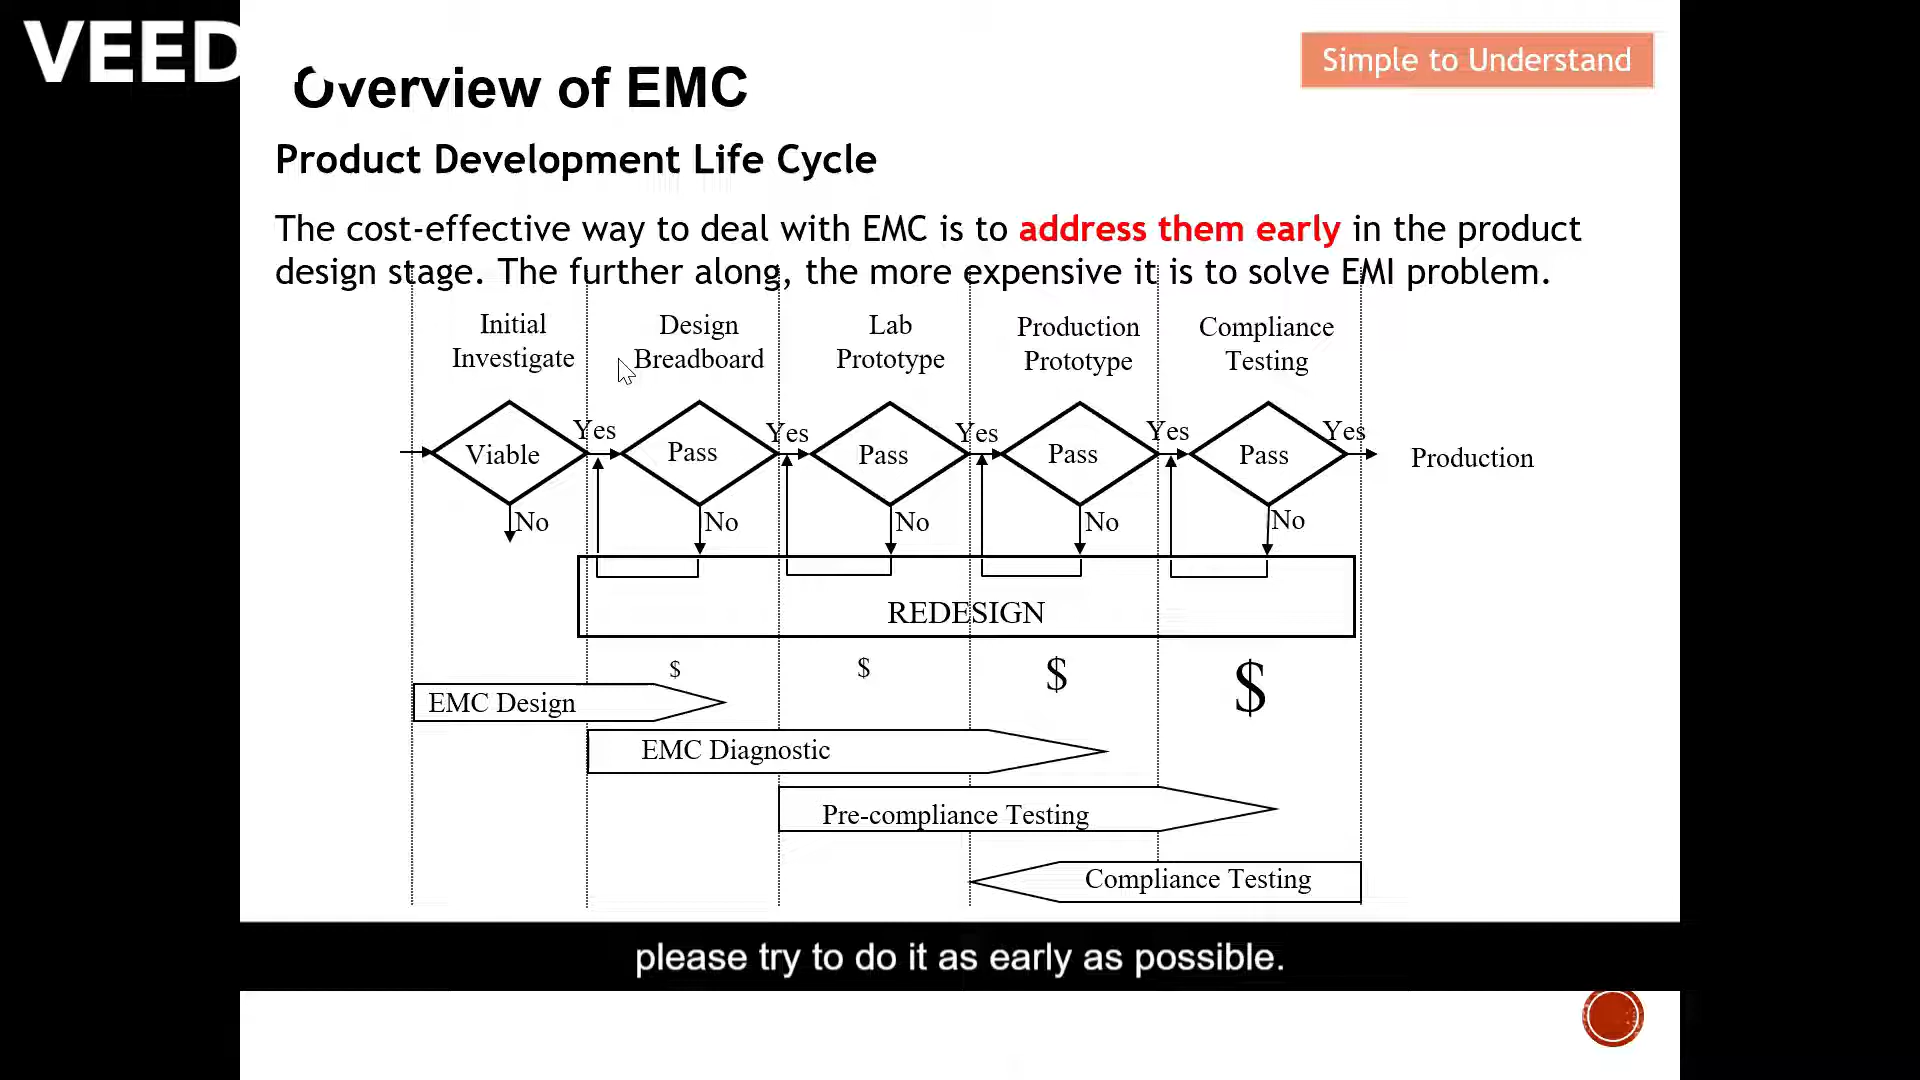 VEED
Overview of EMC
Simple to Understand
Product Development Life Cycle
The cost-effective way to deal with EMC is to address them early in the product
design stage. The further along, the more expensive it is to solve EMI problem.
Initial
Investigate
Design
Breadboard
Lab
Prototype
Production
Prototype
Compliance
Testing
Viable
Yes
Pass
Yes
Pass
Yes
Pass
Yes
Pass
Yes
Production
No
No
No
No
No
REDESIGN
$
$
$
$
EMC Design
EMC Diagnostic
Pre-compliance Testing
Compliance Testing
please try to do it as early as possible.